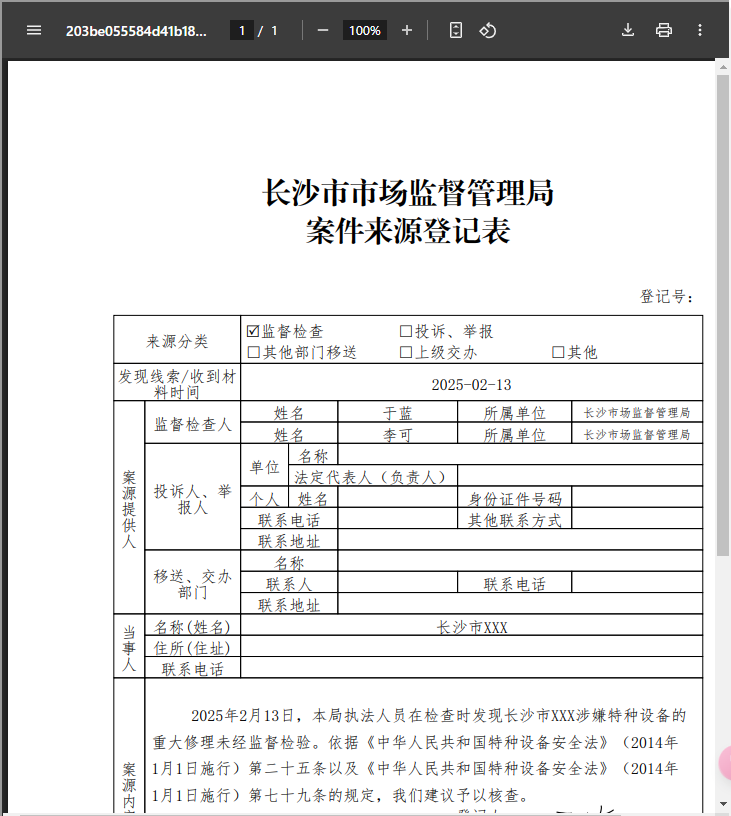 203be055584d41b18...
1 / 1
100%
长沙市市场监督管理局
案件来源登记表
登记号：
来源分类
☑监督检查 ☐投诉、举报
☐其他部门移送 ☐上级交办 ☐其他
发现线索/收到材
料时间
2025-02-13
案源提供人
监督检查人
姓名 于蓝 所属单位 长沙市场监督管理局
姓名 李可 所属单位 长沙市场监督管理局
投诉人、举
报人
单位
名称
法定代表人（负责人）
个人 姓名 身份证件号码
联系电话 其他联系方式
联系地址
移送、交办
部门
名称
联系人 联系电话
联系地址
当事人
名称(姓名) 长沙市XXX
住所(住址)
联系电话
案源内
2025年2月13日，本局执法人员在检查时发现长沙市XXX涉嫌特种设备的
重大修理未经监督检验。依据《中华人民共和国特种设备安全法》（2014年
1月1日施行）第二十五条以及《中华人民共和国特种设备安全法》（2014年
1月1日施行）第七十九条的规定，我们建议予以核查。